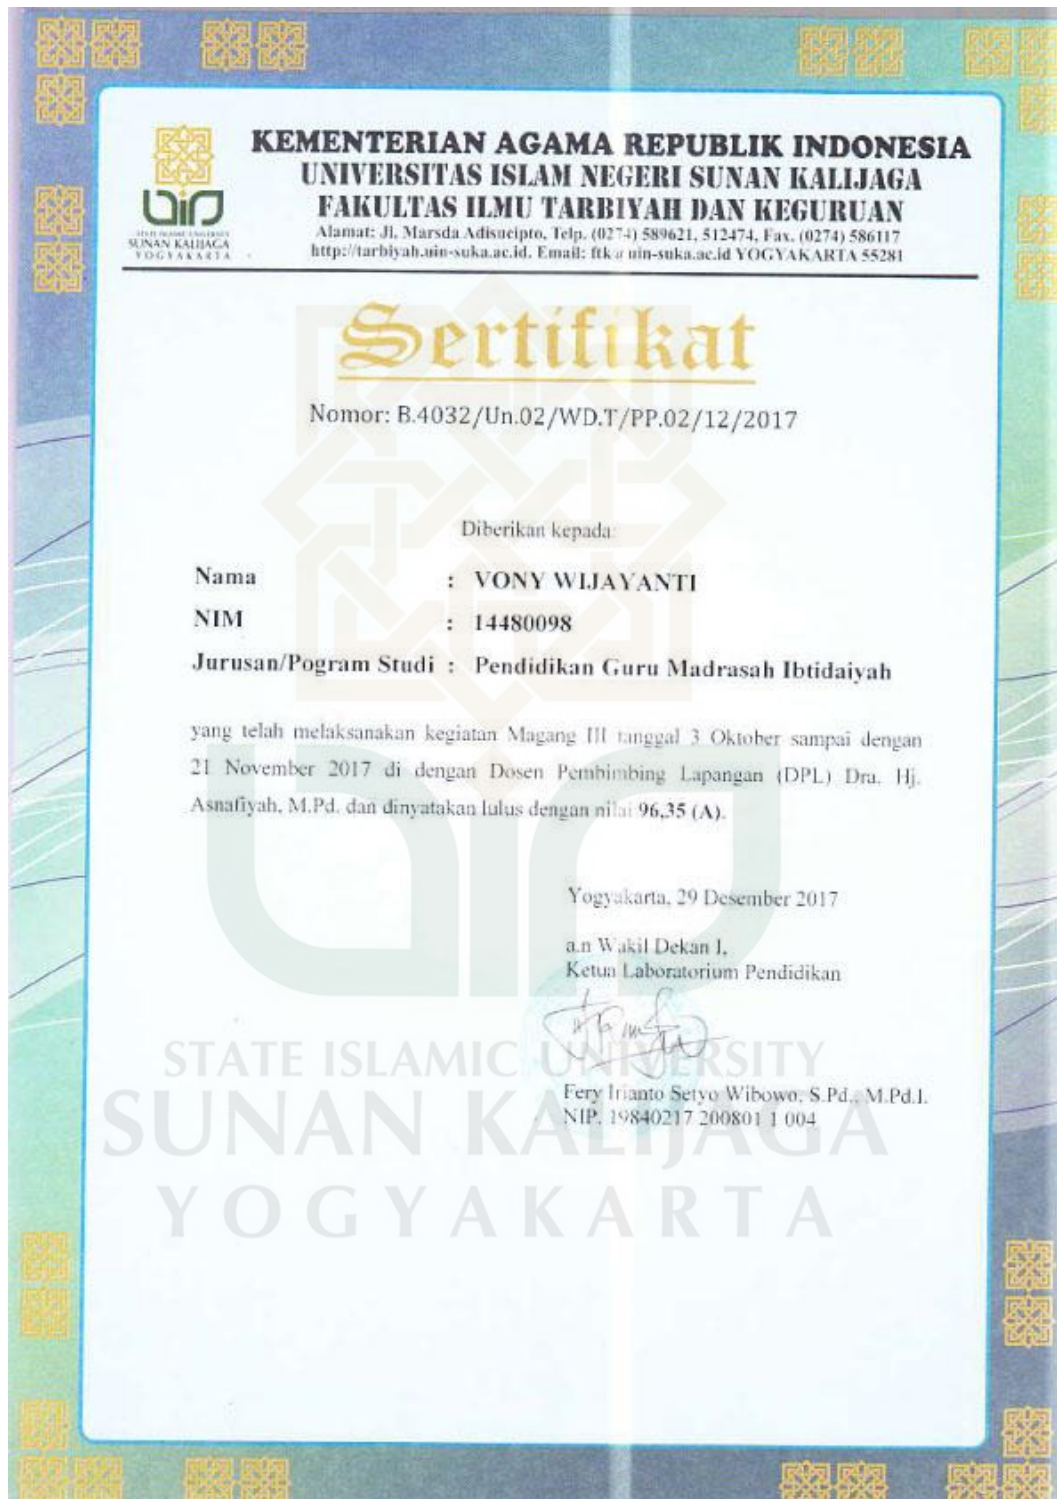 KEMENTERIAN AGAMA REPUBLIK INDONESIA
UNIVERSITAS ISLAM NEGERI SUNAN KALIJAGA
FAKULTAS ILMU TARBIYAH DAN KEGURUAN
Alamat: Jl. Marsda Adisucipto, Telp. (0274) 589621, 512474, Fax. (0274) 586117
http://tarbiyah.uin-suka.ac.id. Email: ftk@uin-suka.ac.id YOGYAKARTA 55281
uin
STATE ISLAMIC UNIVERSITY
SUNAN KALIJAGA
YOGYAKARTA
Sertifikat
Nomor: B.4032/Un.02/WD.T/PP.02/12/2017
Diberikan kepada:
Nama : VONY WIJAYANTI
NIM : 14480098
Jurusan/Pogram Studi : Pendidikan Guru Madrasah Ibtidaiyah
yang telah melaksanakan kegiatan Magang III tanggal 3 Oktober sampai dengan
21 November 2017 di dengan Dosen Pembimbing Lapangan (DPL) Dra. Hj.
Asnafiyah, M.Pd. dan dinyatakan lulus dengan nilai 96,35 (A).
Yogyakarta, 29 Desember 2017
a.n Wakil Dekan I,
Ketua Laboratorium Pendidikan
Fery Irianto Setyo Wibowo, S.Pd., M.Pd.I.
NIP. 19840217 200801 1 004
STATE ISLAMIC UNIVERSITY
SUNAN KALIJAGA
YOGYAKARTA